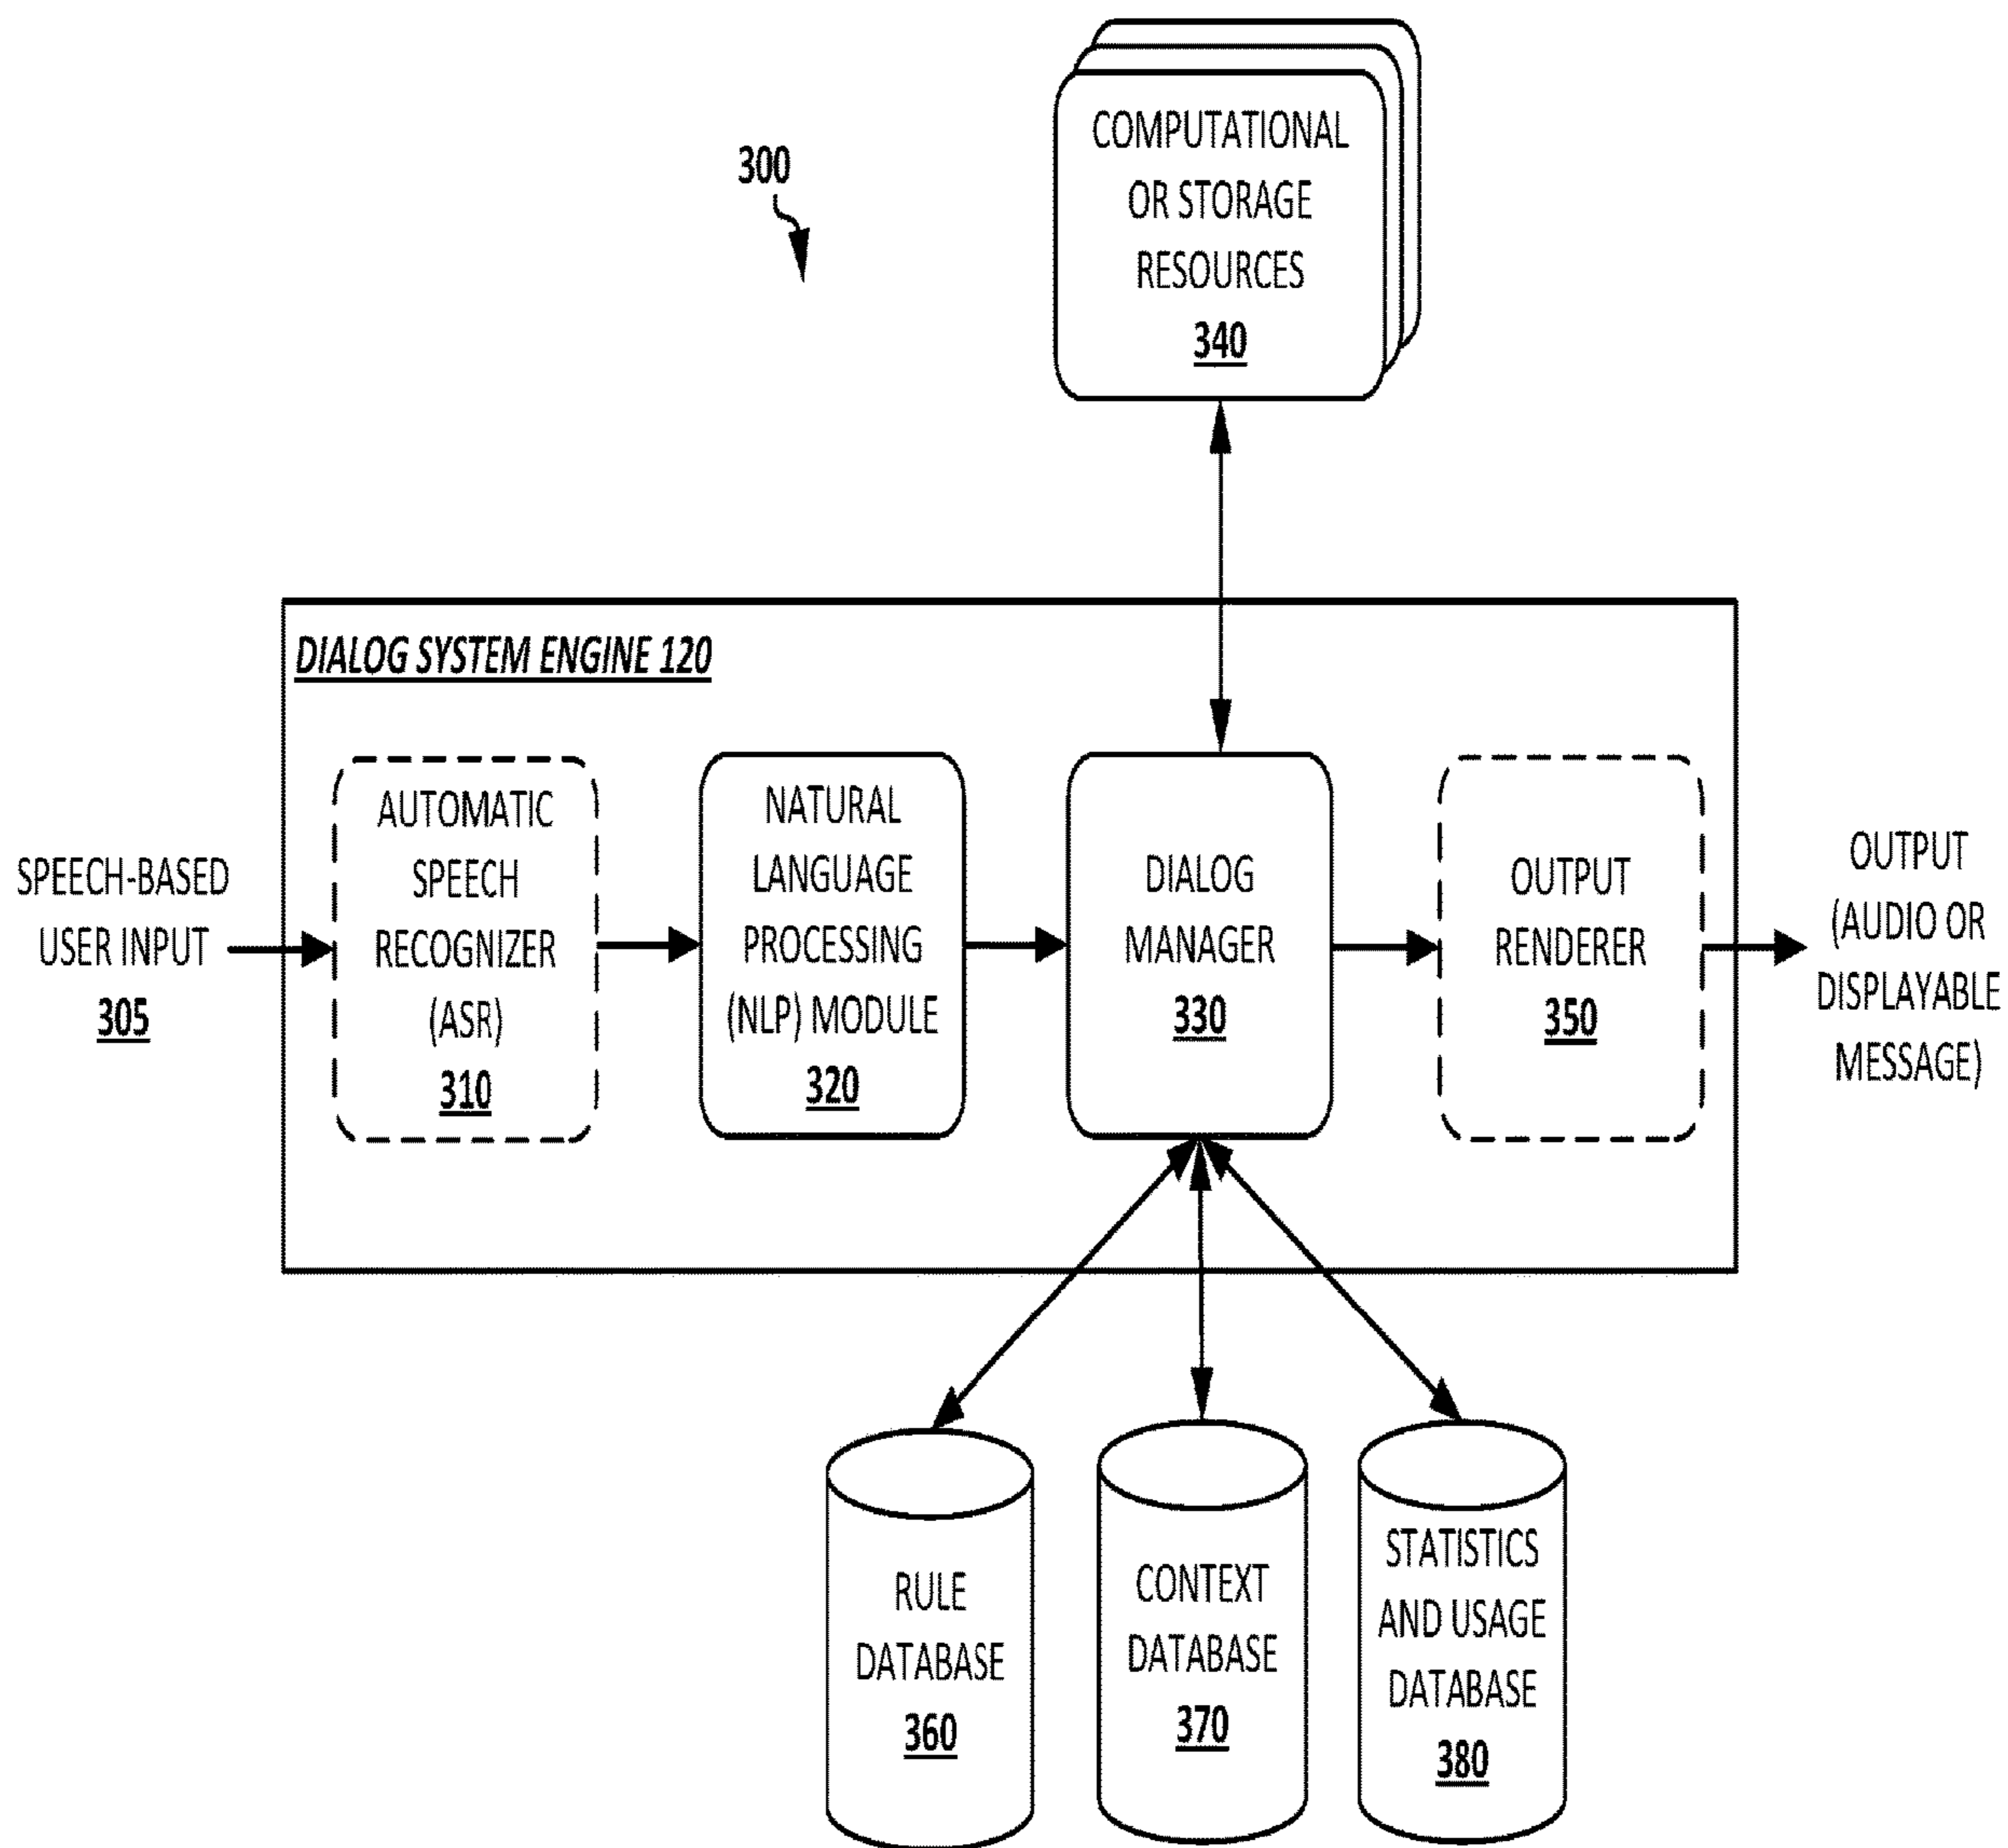 300
COMPUTATIONAL
OR STORAGE
RESOURCES
340
DIALOG SYSTEM ENGINE 120
SPEECH-BASED
USER INPUT
305
AUTOMATIC
SPEECH
RECOGNIZER
(ASR)
310
NATURAL
LANGUAGE
PROCESSING
(NLP) MODULE
320
DIALOG
MANAGER
330
OUTPUT
RENDERER
350
OUTPUT
(AUDIO OR
DISPLAYABLE
MESSAGE)
RULE
DATABASE
360
CONTEXT
DATABASE
370
STATISTICS
AND USAGE
DATABASE
380